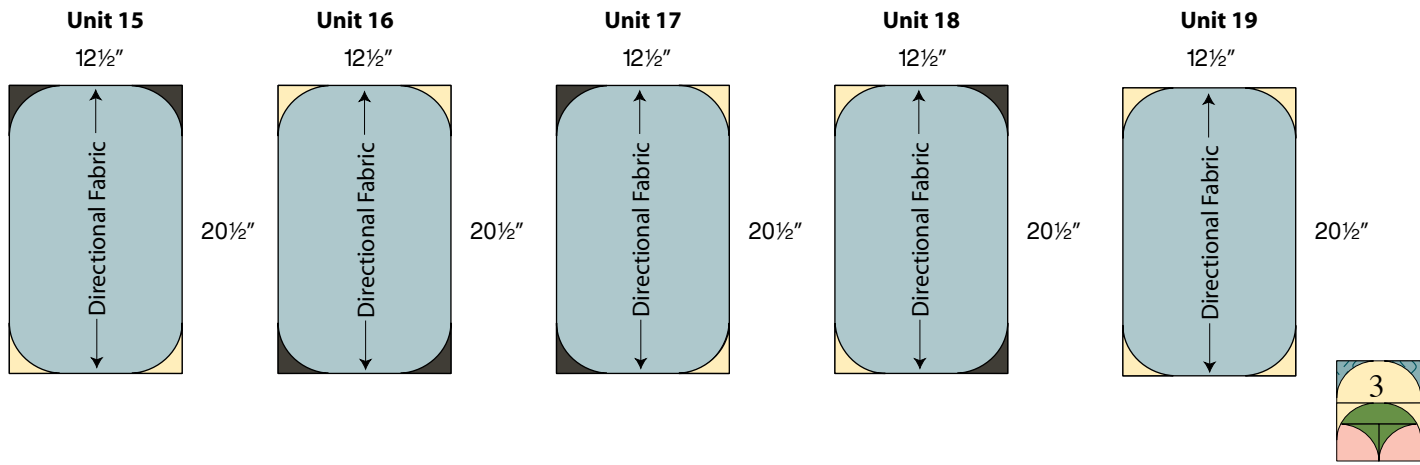 Unit 15
Unit 16
Unit 17
Unit 18
Unit 19
12½"
12½"
12½"
12½"
12½"
Directional Fabric
Directional Fabric
Directional Fabric
Directional Fabric
Directional Fabric
20½"
20½"
20½"
20½"
20½"
3